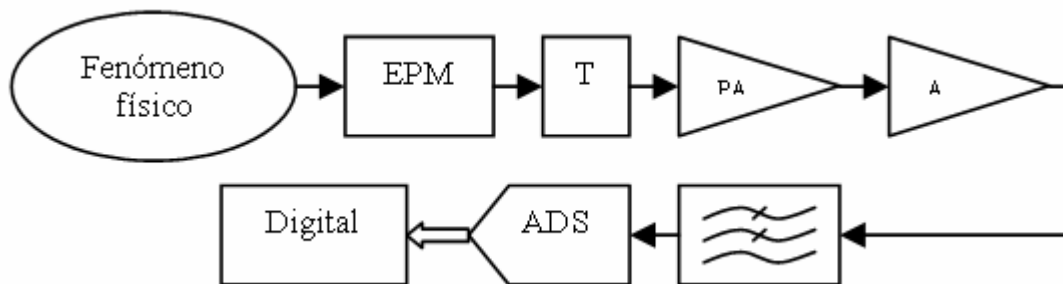 Fenómeno
físico
EPM
T
PA
A
Digital
ADS